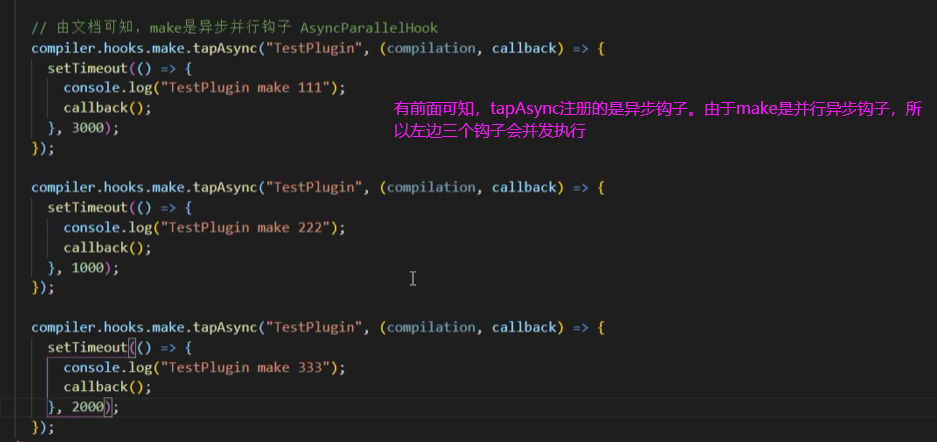 // 由文档可知，make是异步并行钩子 AsyncParallelHook
compiler.hooks.make.tapAsync("TestPlugin", (compilation, callback) => {
setTimeout(() => {
console.log("TestPlugin make 111");
callback();
}, 3000);
});
有前面可知，tapAsync注册的是异步钩子。由于make是并行异步钩子，所
以左边三个钩子会并发执行
compiler.hooks.make.tapAsync("TestPlugin", (compilation, callback) => {
setTimeout(() => {
console.log("TestPlugin make 222");
callback();
}, 1000);
});
compiler.hooks.make.tapAsync("TestPlugin", (compilation, callback) => {
setTimeout(() => {
console.log("TestPlugin make 333");
callback();
}, 2000);
});